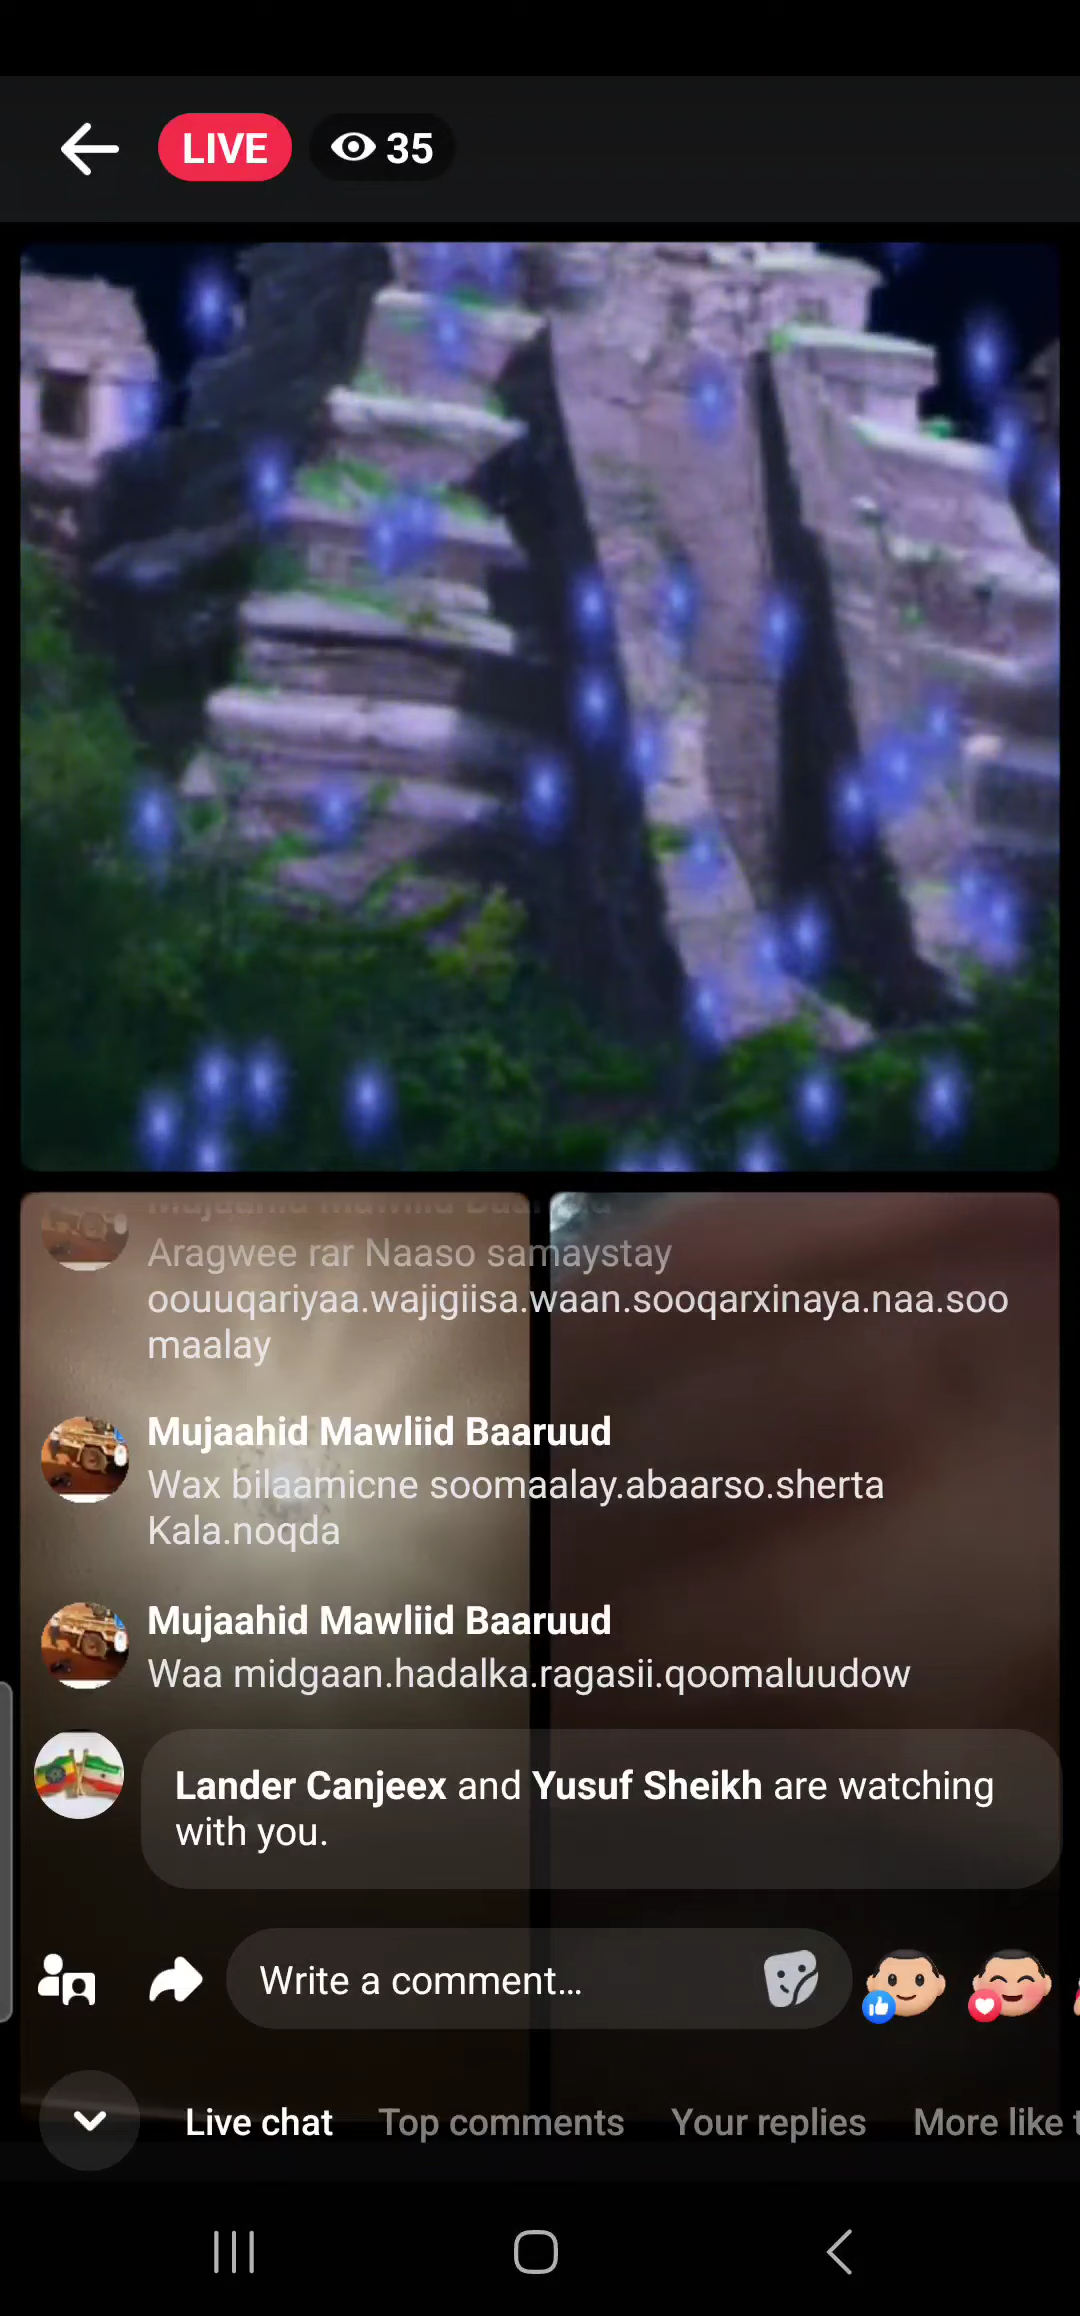 LIVE
35
Aragwee rar Naaso samaystay
oouuqariyaa.wajigiisa.waan.sooqarxinaya.naa.soo
maalay
Mujaahid Mawliid Baaruud
Wax bilaamicne soomaalay.abaarso.sherta
Kala.noqda
Mujaahid Mawliid Baaruud
Waa midgaan.hadalka.ragasii.qoomaluudow
Lander Canjeex and Yusuf Sheikh are watching
with you.
Write a comment...
Live chat Top comments Your replies More like